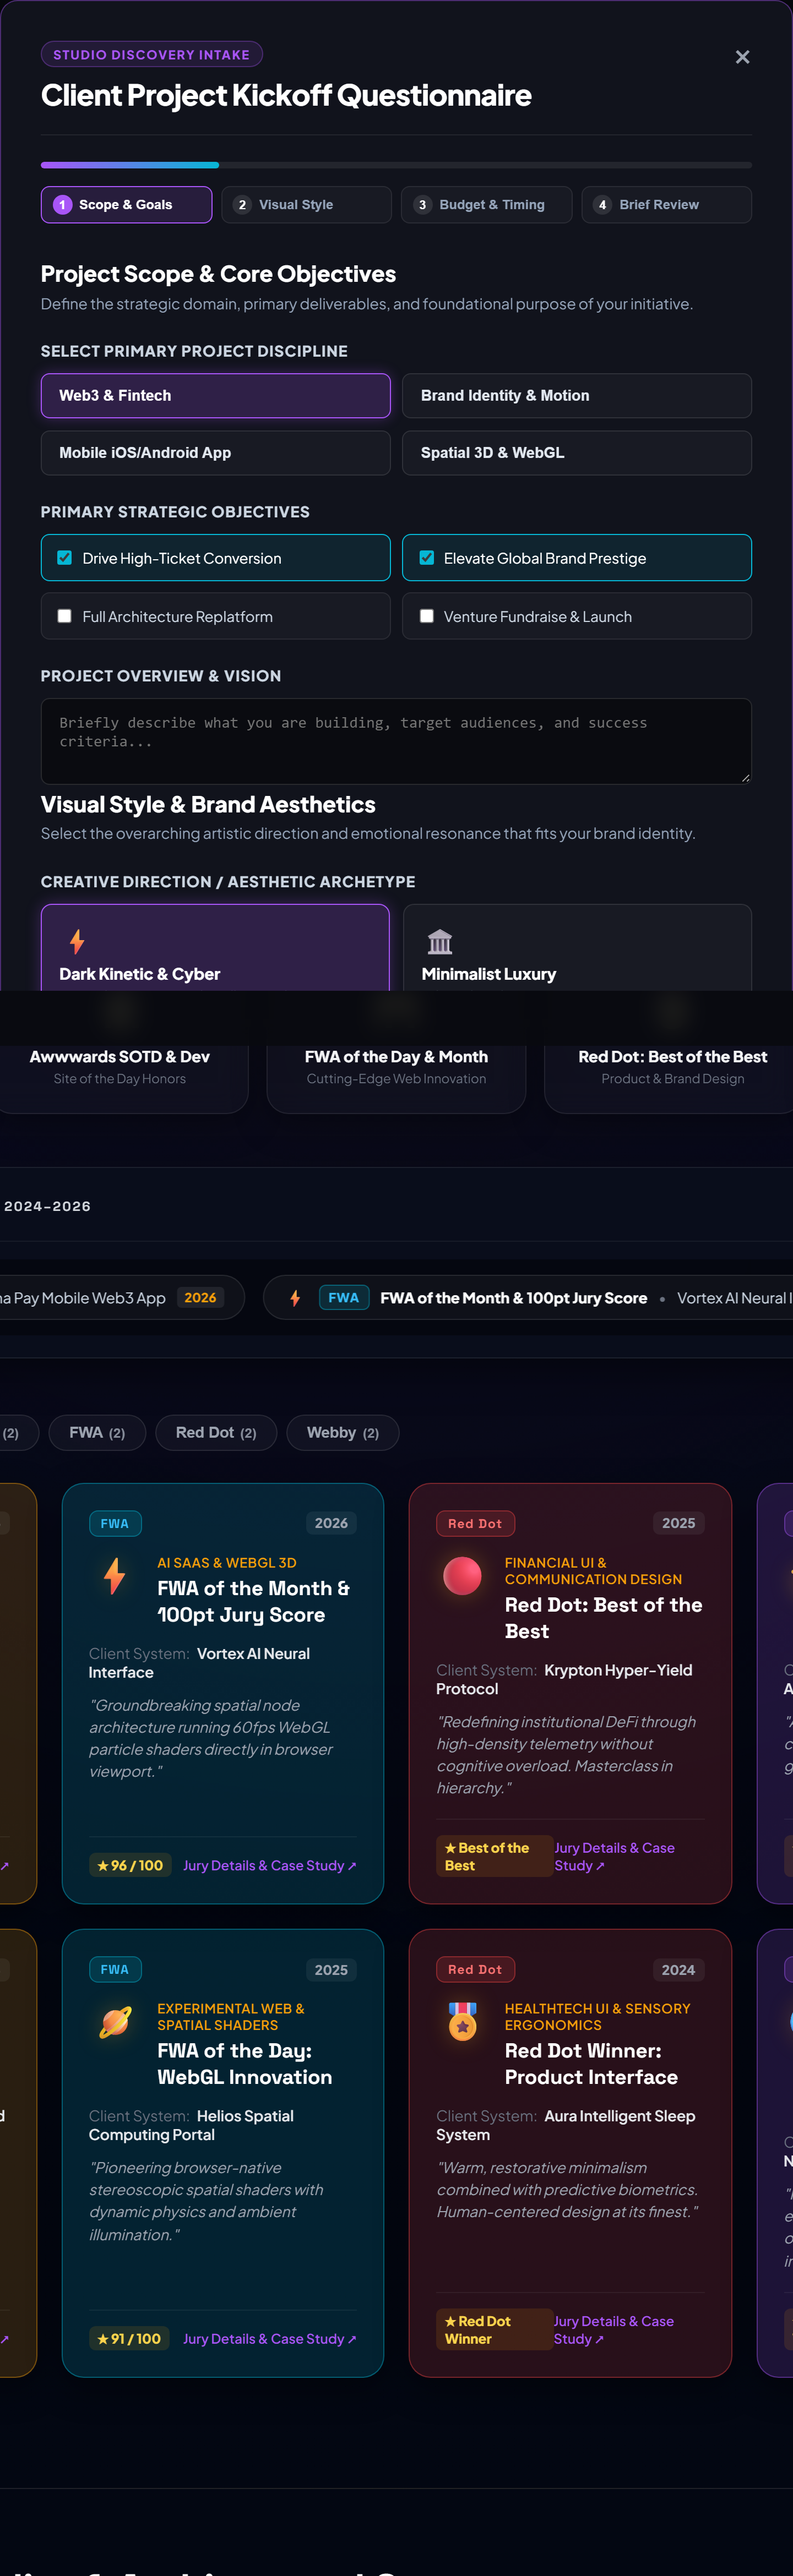 STUDIO DISCOVERY INTAKE
✕
Client Project Kickoff Questionnaire
1 Scope & Goals
2 Visual Style
3 Budget & Timing
4 Brief Review
Project Scope & Core Objectives
Define the strategic domain, primary deliverables, and foundational purpose of your initiative.
SELECT PRIMARY PROJECT DISCIPLINE
Web3 & Fintech
Brand Identity & Motion
Mobile iOS/Android App
Spatial 3D & WebGL
PRIMARY STRATEGIC OBJECTIVES
Drive High-Ticket Conversion
Elevate Global Brand Prestige
Full Architecture Replatform
Venture Fundraise & Launch
PROJECT OVERVIEW & VISION
Briefly describe what you are building, target audiences, and success
criteria...
Visual Style & Brand Aesthetics
Select the overarching artistic direction and emotional resonance that fits your brand identity.
CREATIVE DIRECTION / AESTHETIC ARCHETYPE
Dark Kinetic & Cyber
Minimalist Luxury
Awwwards SOTD & Dev
Site of the Day Honors
FWA of the Day & Month
Cutting-Edge Web Innovation
Red Dot: Best of the Best
Product & Brand Design
2024–2026
Pay Mobile Web3 App 2026
FWA FWA of the Month & 100pt Jury Score • Vortex AI Neural
(2)
FWA (2)
Red Dot (2)
Webby (2)
FWA
2026
AI SAAS & WEBGL 3D
FWA of the Month &
100pt Jury Score
Client System: Vortex AI Neural
Interface
"Groundbreaking spatial node
architecture running 60fps WebGL
particle shaders directly in browser
viewport."
★ 96 / 100
Jury Details & Case Study ↗
Red Dot
2025
FINANCIAL UI &
COMMUNICATION DESIGN
Red Dot: Best of the
Best
Client System: Krypton Hyper-Yield
Protocol
"Redefining institutional DeFi through
high-density telemetry without
cognitive overload. Masterclass in
hierarchy."
★ Best of the
Best
Jury Details & Case
Study ↗
FWA
2025
EXPERIMENTAL WEB &
SPATIAL SHADERS
FWA of the Day:
WebGL Innovation
Client System: Helios Spatial
Computing Portal
"Pioneering browser-native
stereoscopic spatial shaders with
dynamic physics and ambient
illumination."
★ 91 / 100
Jury Details & Case Study ↗
Red Dot
2024
HEALTHTECH UI & SENSORY
ERGONOMICS
Red Dot Winner:
Product Interface
Client System: Aura Intelligent Sleep
System
"Warm, restorative minimalism
combined with predictive biometrics.
Human-centered design at its finest."
★ Red Dot
Winner
Jury Details & Case
Study ↗